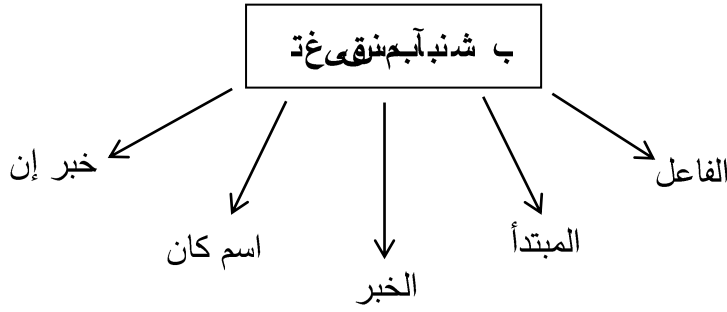 الفاعل
المبتدأ
الخبر
اسم كان
خبر إن